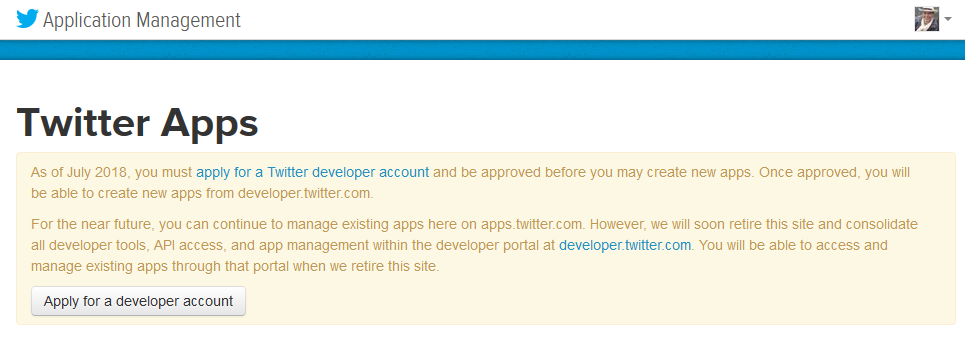 Application Management
Twitter Apps
As of July 2018, you must apply for a Twitter developer account and be approved before you may create new apps. Once approved, you will
be able to create new apps from developer.twitter.com.
For the near future, you can continue to manage existing apps here on apps.twitter.com. However, we will soon retire this site and consolidate
all developer tools, API access, and app management within the developer portal at developer.twitter.com. You will be able to access and
manage existing apps through that portal when we retire this site.
Apply for a developer account